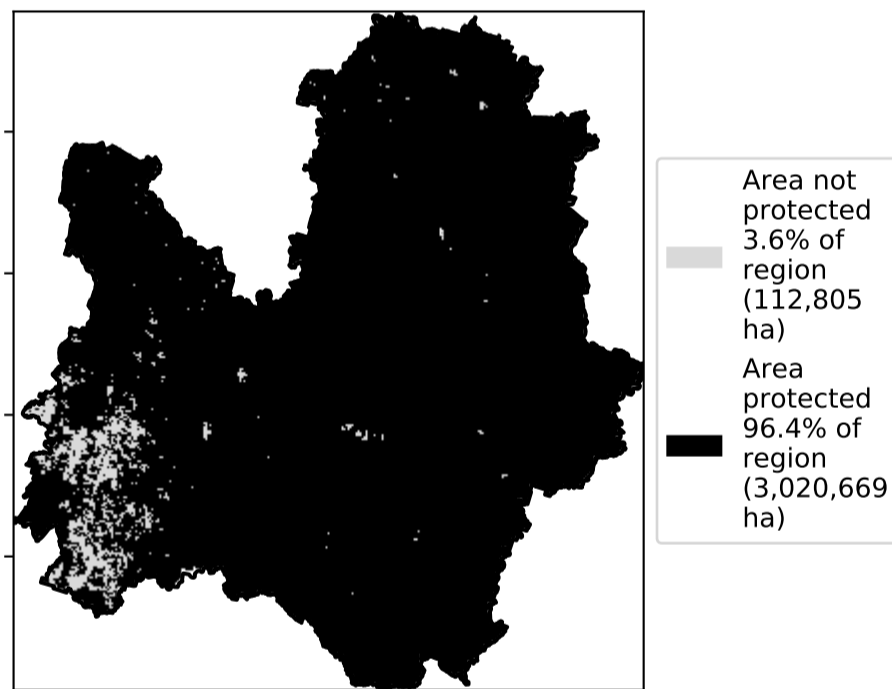 Area not
protected
3.6% of
region
(112,805
ha)
Area
protected
96.4% of
region
(3,020,669
ha)